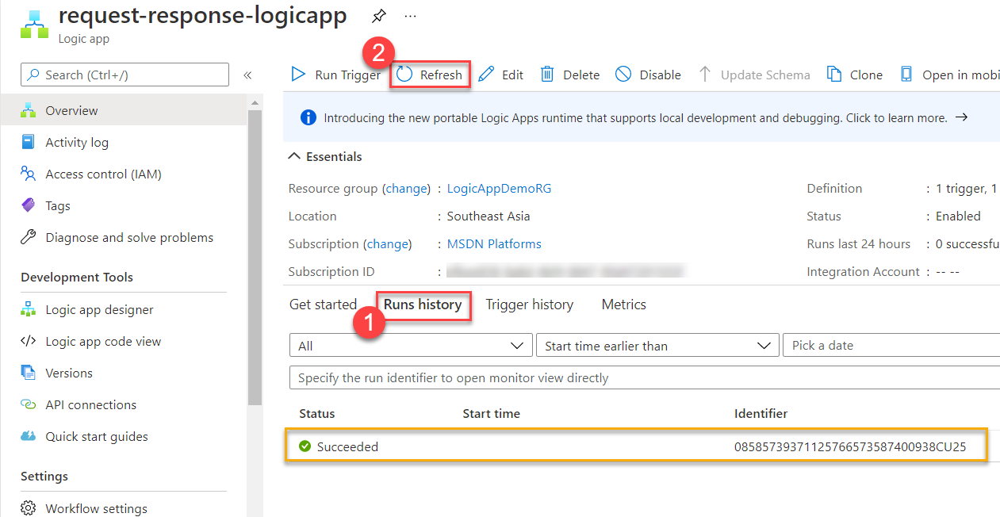 request-response-logicapp
...
Logic app
2
Search (Ctrl+/)
«
Run Trigger
Refresh
Edit
Delete
Disable
Update Schema
Clone
Open in mobi
Overview
Activity log
Access control (IAM)
Tags
Diagnose and solve problems
Development Tools
Logic app designer
Logic app code view
Versions
API connections
Quick start guides
Settings
Workflow settings
Introducing the new portable Logic Apps runtime that supports local development and debugging. Click to learn more. →
Essentials
Resource group (change) : LogicAppDemoRG
Location : Southeast Asia
Subscription (change) : MSDN Platforms
Subscription ID :
Definition : 1 trigger, 1
Status : Enabled
Runs last 24 hours : 0 successfu
Integration Account : -- --
Get started
Runs history
Trigger history
Metrics
1
All
Start time earlier than
Pick a date
Specify the run identifier to open monitor view directly
Status Start time Identifier
Succeeded 08585739371125766573587400938CU25